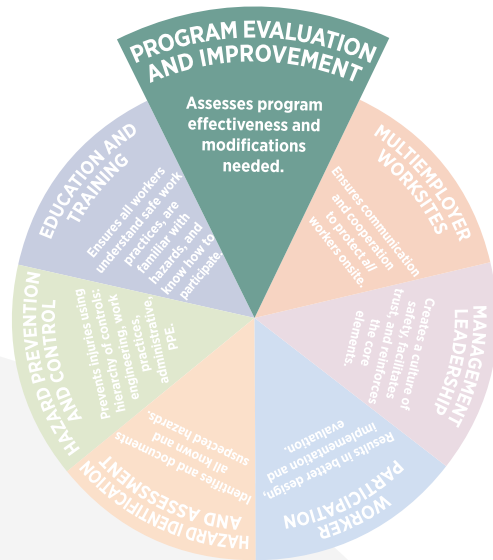 PROGRAM EVALUATION
AND IMPROVEMENT
Assesses program
effectiveness and
modifications
needed.
MULTIEMPLOYER
WORKSITES
Ensures communication
and cooperation
to protect all
workers onsite.
MANAGEMENT
LEADERSHIP
Creates a culture of
safety facilitates
trust, and reinforces
the core
elements.
WORKER
PARTICIPATION
Results in better design,
implementation and
evaluation.
HAZARD IDENTIFICATION
AND ASSESSMENT
Identifies and documents
all known and
suspected hazards.
HAZARD PREVENTION
AND CONTROL
Prevents injuries using
hierarchy of controls:
engineering, work
practices,
administrative,
PPE.
EDUCATION AND
TRAINING
Ensures all workers
understand safe work
practices, are
familiar with
hazards, and
know how to
participate.